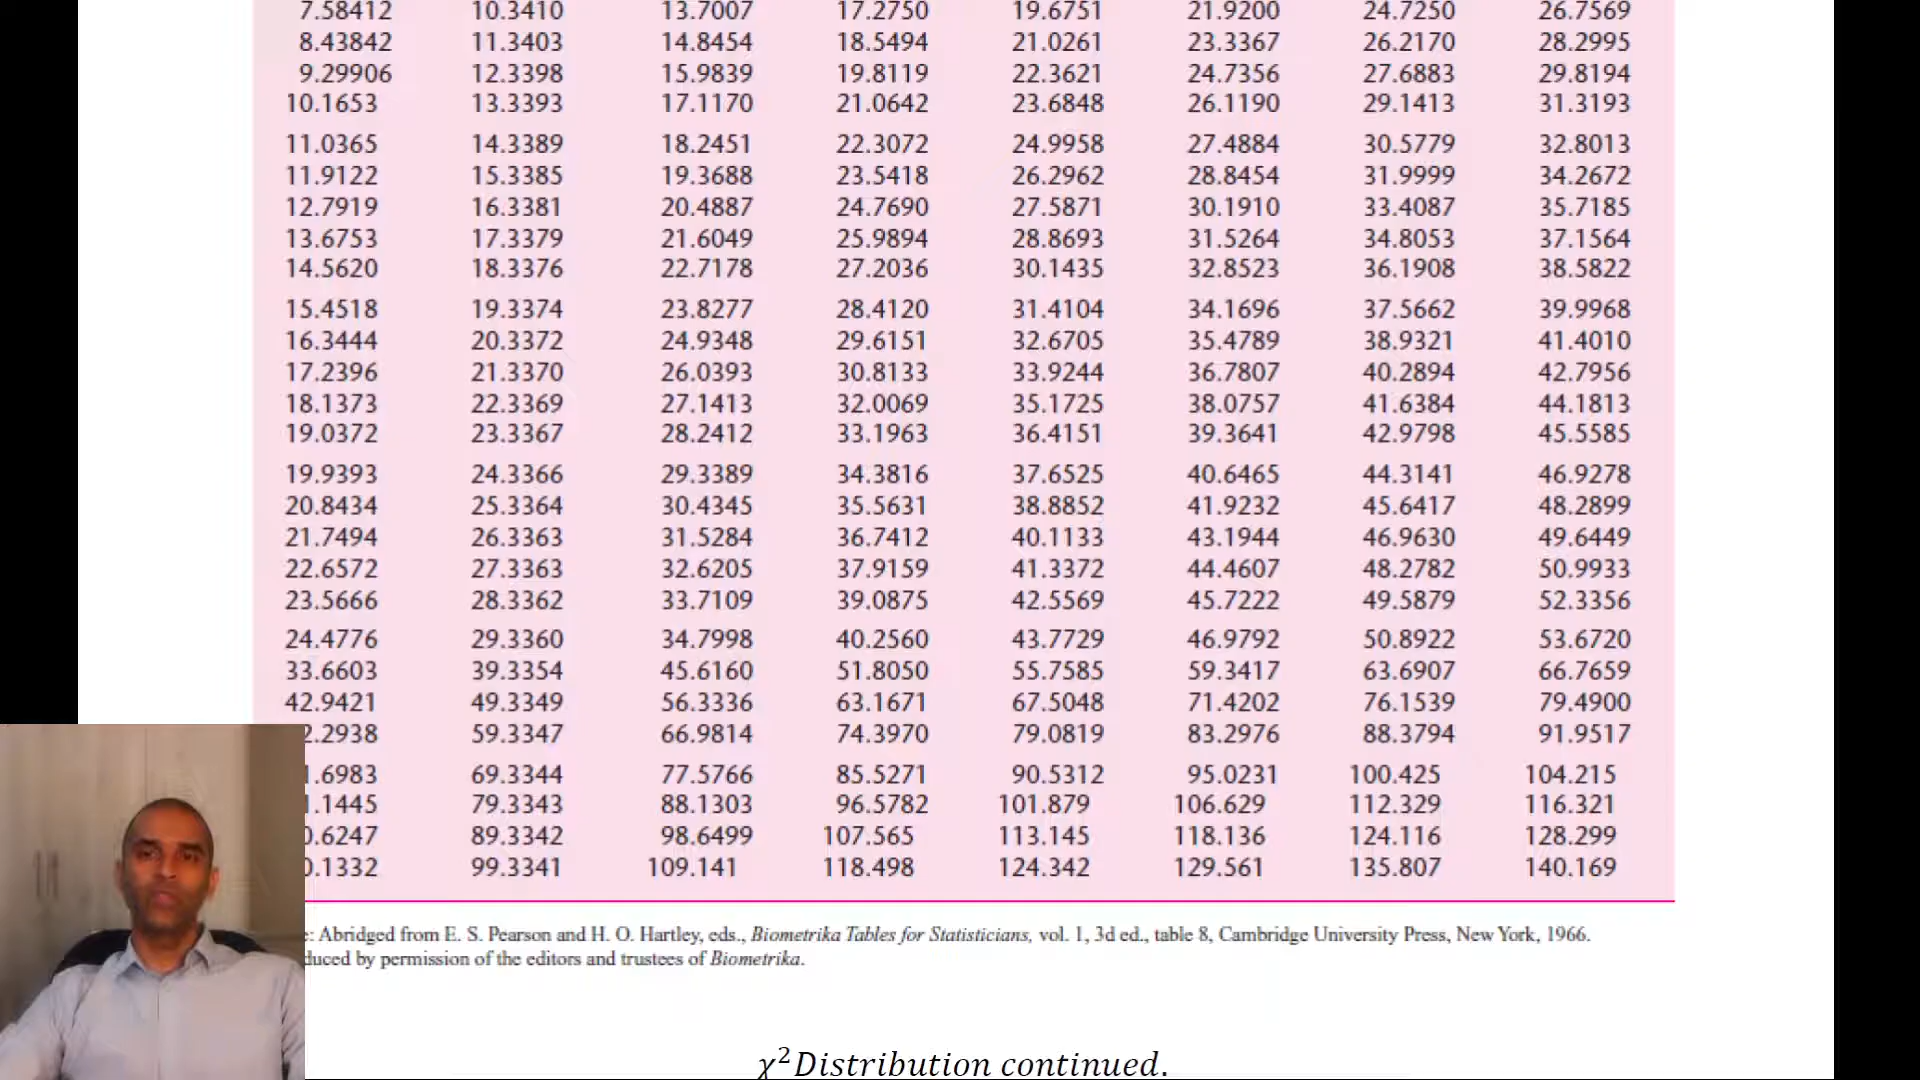 7.58412 10.3410 13.7007 17.2750 19.6751 21.9200 24.7250 26.7569
8.43842 11.3403 14.8454 18.5494 21.0261 23.3367 26.2170 28.2995
9.29906 12.3398 15.9839 19.8119 22.3621 24.7356 27.6883 29.8194
10.1653 13.3393 17.1170 21.0642 23.6848 26.1190 29.1413 31.3193
11.0365 14.3389 18.2451 22.3072 24.9958 27.4884 30.5779 32.8013
11.9122 15.3385 19.3688 23.5418 26.2962 28.8454 31.9999 34.2672
12.7919 16.3381 20.4887 24.7690 27.5871 30.1910 33.4087 35.7185
13.6753 17.3379 21.6049 25.9894 28.8693 31.5264 34.8053 37.1564
14.5620 18.3376 22.7178 27.2036 30.1435 32.8523 36.1908 38.5822
15.4518 19.3374 23.8277 28.4120 31.4104 34.1696 37.5662 39.9968
16.3444 20.3372 24.9348 29.6151 32.6705 35.4789 38.9321 41.4010
17.2396 21.3370 26.0393 30.8133 33.9244 36.7807 40.2894 42.7956
18.1373 22.3369 27.1413 32.0069 35.1725 38.0757 41.6384 44.1813
19.0372 23.3367 28.2412 33.1963 36.4151 39.3641 42.9798 45.5585
19.9393 24.3366 29.3389 34.3816 37.6525 40.6465 44.3141 46.9278
20.8434 25.3364 30.4345 35.5631 38.8852 41.9232 45.6417 48.2899
21.7494 26.3363 31.5284 36.7412 40.1133 43.1944 46.9630 49.6449
22.6572 27.3363 32.6205 37.9159 41.3372 44.4607 48.2782 50.9933
23.5666 28.3362 33.7109 39.0875 42.5569 45.7222 49.5879 52.3356
24.4776 29.3360 34.7998 40.2560 43.7729 46.9792 50.8922 53.6720
33.6603 39.3354 45.6160 51.8050 55.7585 59.3417 63.6907 66.7659
42.9421 49.3349 56.3336 63.1671 67.5048 71.4202 76.1539 79.4900
2.2938 59.3347 66.9814 74.3970 79.0819 83.2976 88.3794 91.9517
.6983 69.3344 77.5766 85.5271 90.5312 95.0231 100.425 104.215
.1445 79.3343 88.1303 96.5782 101.879 106.629 112.329 116.321
.6247 89.3342 98.6499 107.565 113.145 118.136 124.116 128.299
.1332 99.3341 109.141 118.498 124.342 129.561 135.807 140.169
: Abridged from E. S. Pearson and H. O. Hartley, eds., Biometrika Tables for Statisticians, vol. 1, 3d ed., table 8, Cambridge University Press, New York, 1966.
duced by permission of the editors and trustees of Biometrika.
χ² Distribution continued.